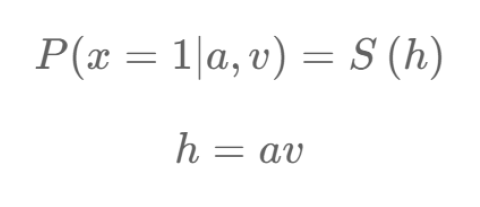 P(x = 1|a, v) = S (h)
h = av